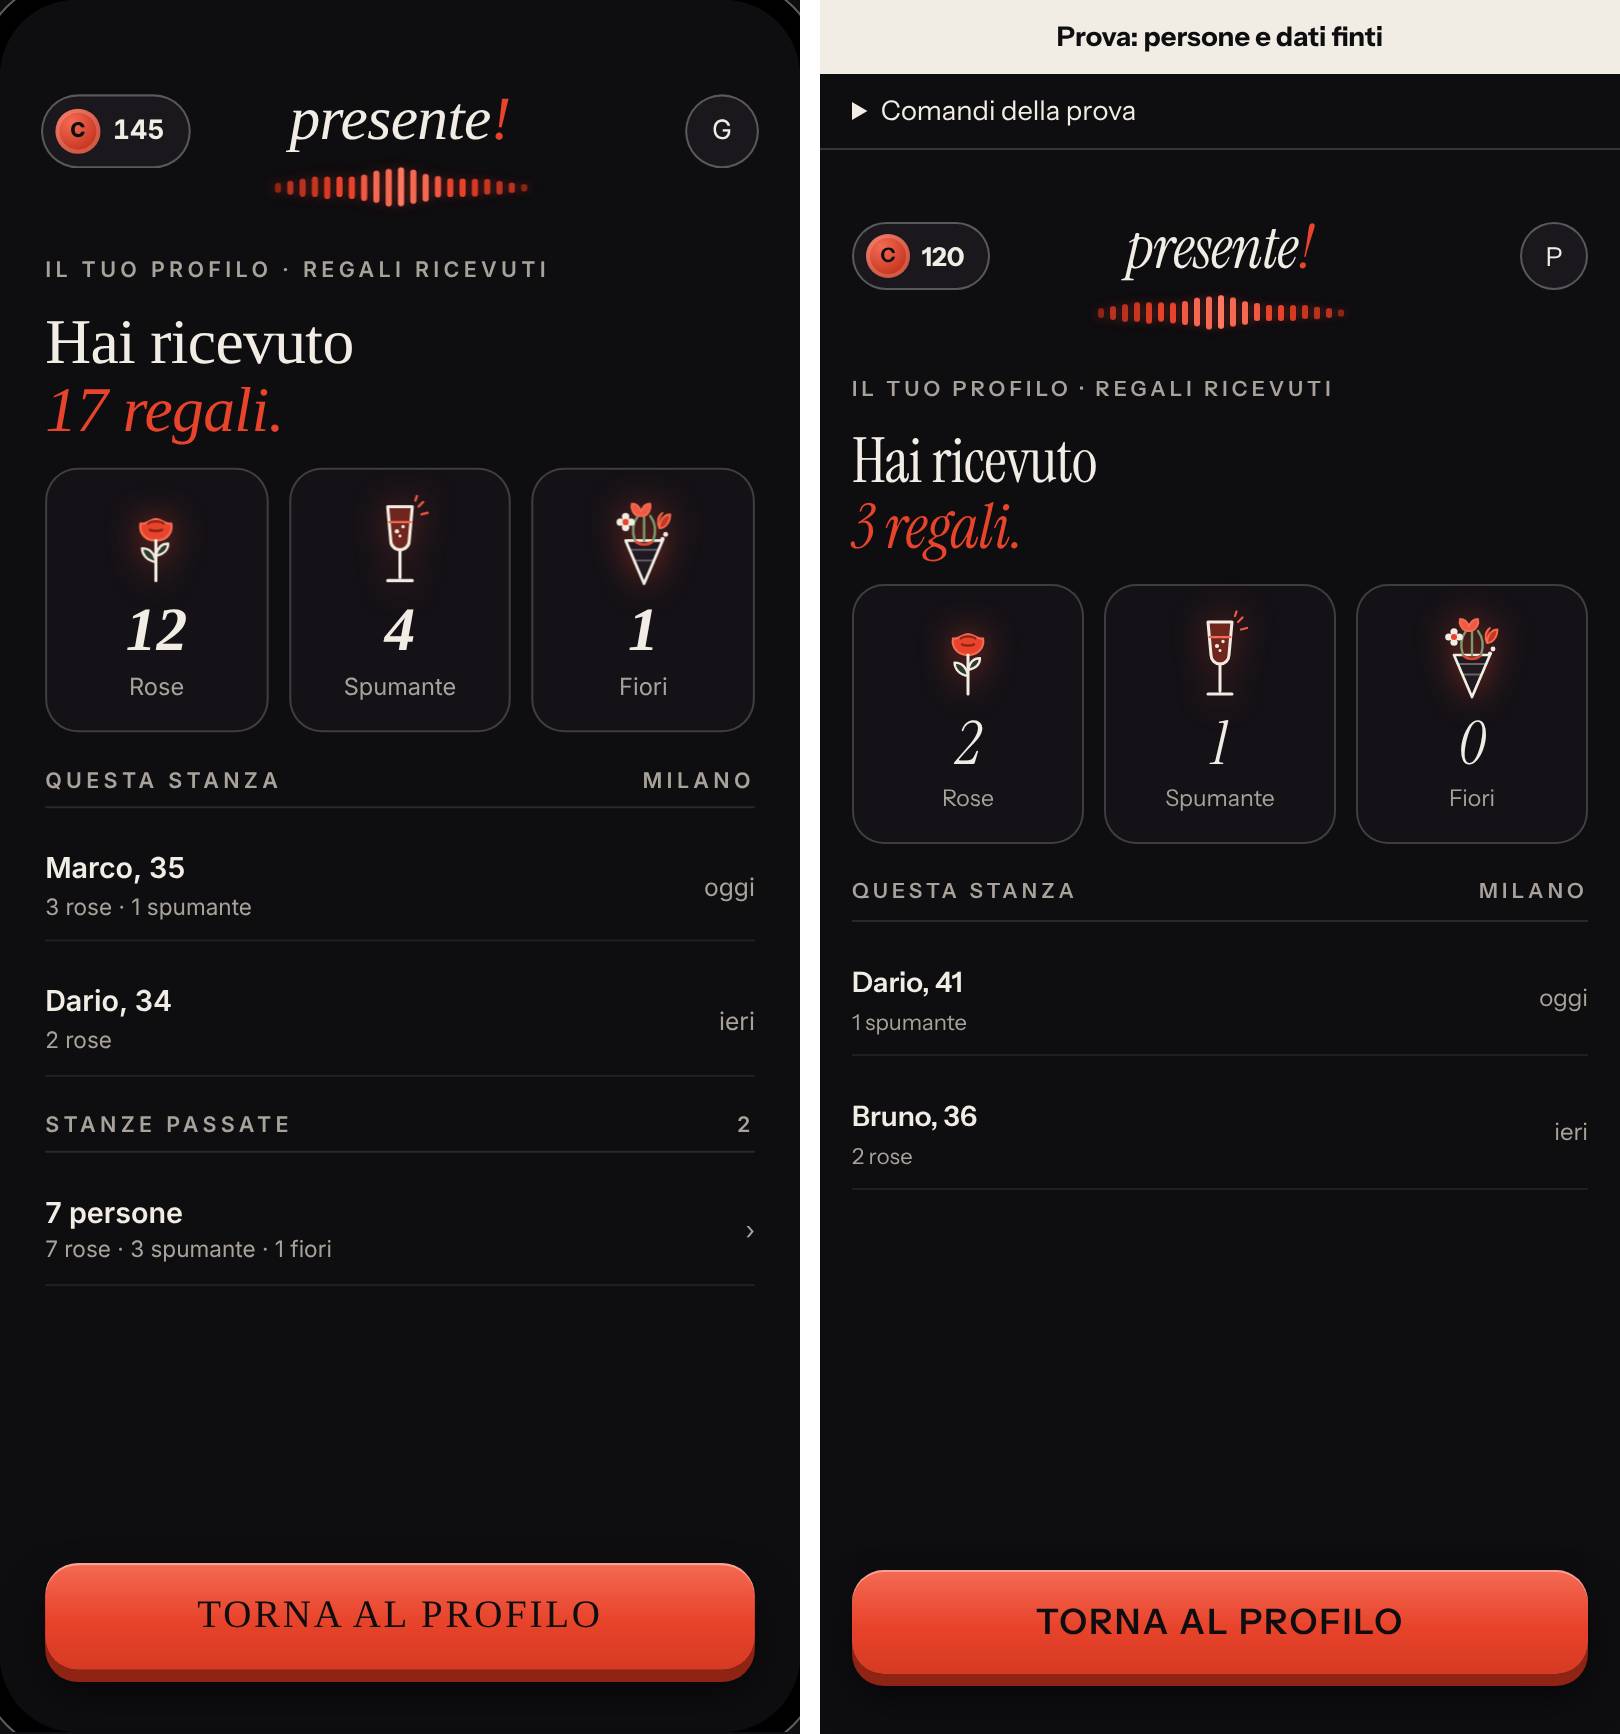 C 145
presente!
G
IL TUO PROFILO · REGALI RICEVUTI
Hai ricevuto
17 regali.
12
Rose
4
Spumante
1
Fiori
QUESTA STANZA
MILANO
Marco, 35
3 rose · 1 spumante
oggi
Dario, 34
2 rose
ieri
STANZE PASSATE
2
7 persone
7 rose · 3 spumante · 1 fiori
›
TORNA AL PROFILO
Prova: persone e dati finti
▶ Comandi della prova
C 120
presente!
P
IL TUO PROFILO · REGALI RICEVUTI
Hai ricevuto
3 regali.
2
Rose
1
Spumante
0
Fiori
QUESTA STANZA
MILANO
Dario, 41
1 spumante
oggi
Bruno, 36
2 rose
ieri
TORNA AL PROFILO